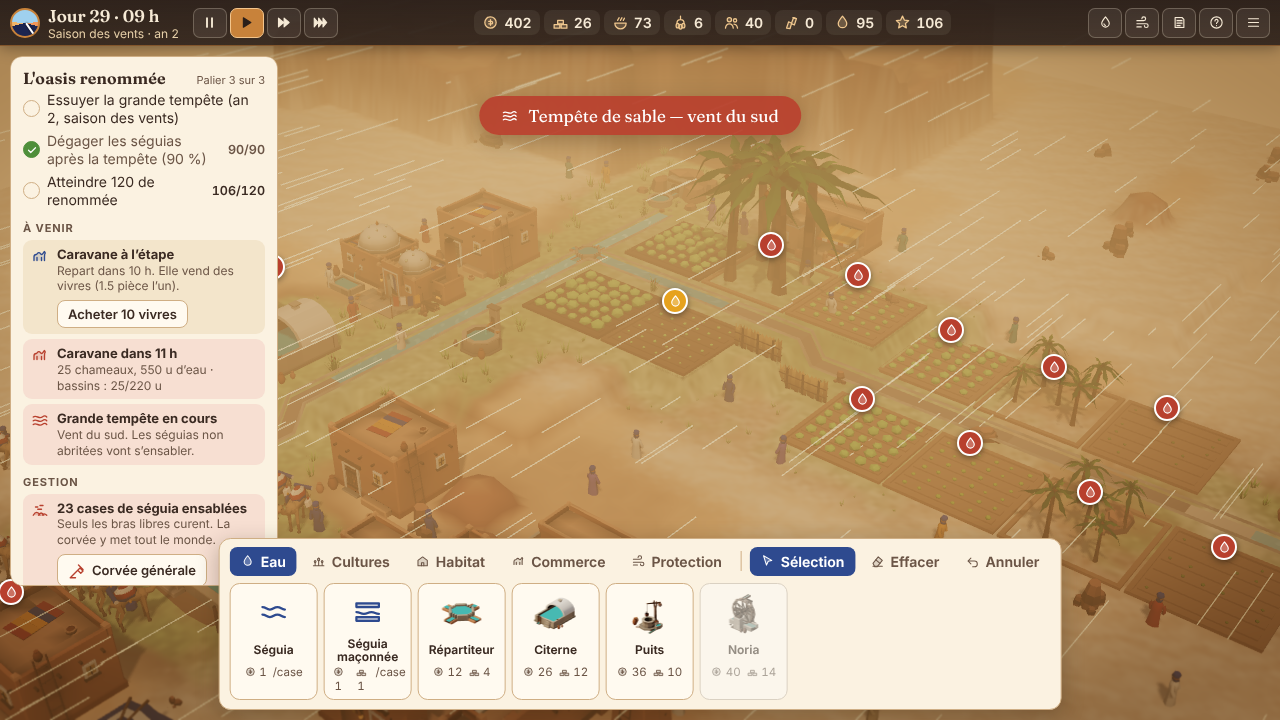 Jour 29 · 09 h
Saison des vents · an 2
402
26
73
6
40
0
95
106
L'oasis renommée
Palier 3 sur 3
Essuyer la grande tempête (an
2, saison des vents)
Dégager les séguias
après la tempête (90 %)
90/90
Atteindre 120 de
renommée
106/120
À VENIR
Caravane à l'étape
Repart dans 10 h. Elle vend des
vivres (1.5 pièce l'un).
Acheter 10 vivres
Caravane dans 11 h
25 chameaux, 550 u d'eau ·
bassins : 25/220 u
Grande tempête en cours
Vent du sud. Les séguias non
abritées vont s'ensabler.
GESTION
23 cases de séguia ensablées
Seuls les bras libres curent. La
corvée y met tout le monde.
Corvée générale
Tempête de sable — vent du sud
Eau
Cultures
Habitat
Commerce
Protection
Sélection
Effacer
Annuler
Séguia
1 /case
Séguia
maçonnée
1 1 /case
Répartiteur
12 4
Citerne
26 12
Puits
36 10
Noria
40 14